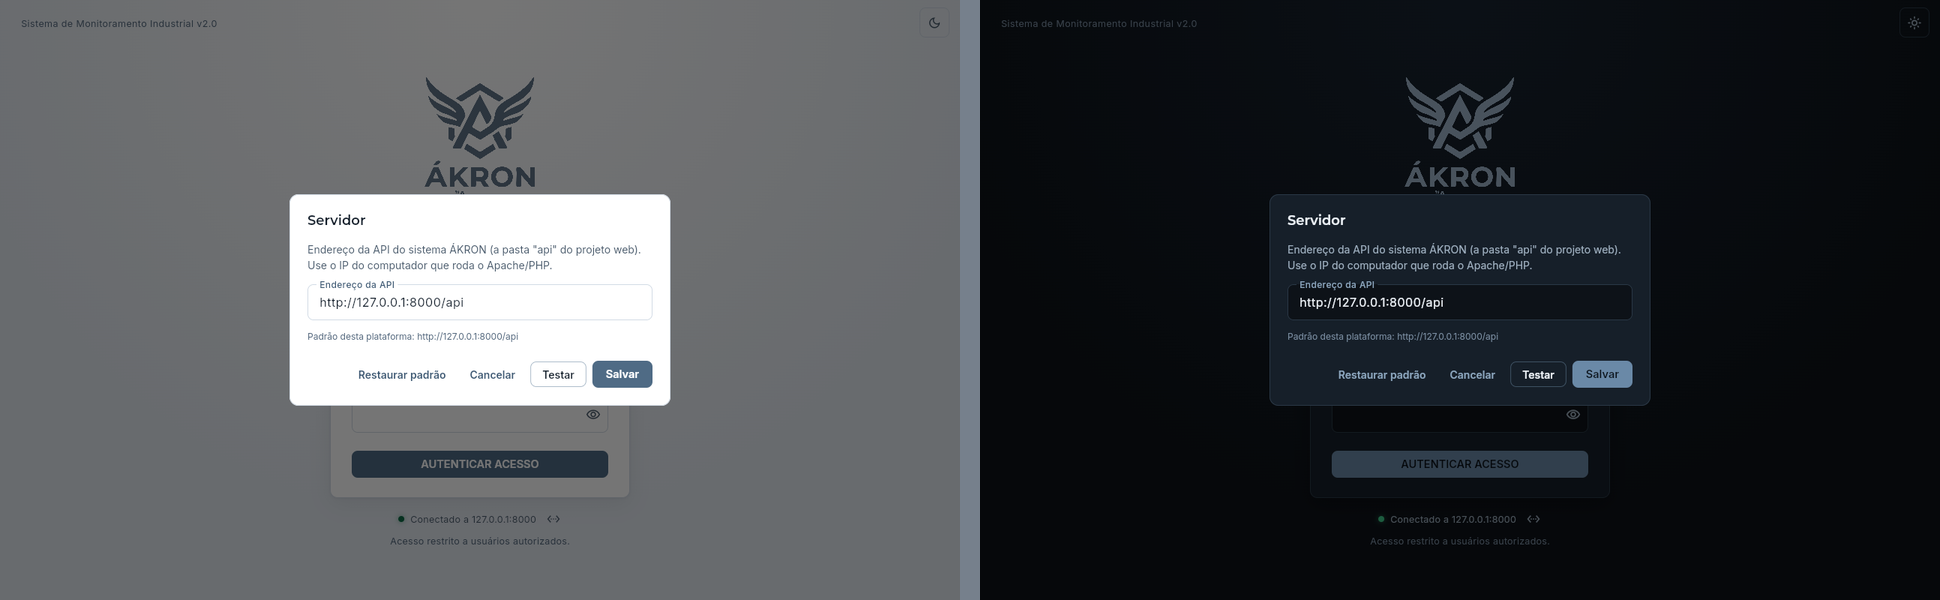 Sistema de Monitoramento Industrial v2.0
ÁKRON
Servidor
Endereço da API do sistema ÁKRON (a pasta "api" do projeto web).
Use o IP do computador que roda o Apache/PHP.
Endereço da API
http://127.0.0.1:8000/api
Padrão desta plataforma: http://127.0.0.1:8000/api
Restaurar padrão Cancelar Testar Salvar
AUTENTICAR ACESSO
Conectado a 127.0.0.1:8000
Acesso restrito a usuários autorizados.
Sistema de Monitoramento Industrial v2.0
ÁKRON
Servidor
Endereço da API do sistema ÁKRON (a pasta "api" do projeto web).
Use o IP do computador que roda o Apache/PHP.
Endereço da API
http://127.0.0.1:8000/api
Padrão desta plataforma: http://127.0.0.1:8000/api
Restaurar padrão Cancelar Testar Salvar
AUTENTICAR ACESSO
Conectado a 127.0.0.1:8000
Acesso restrito a usuários autorizados.